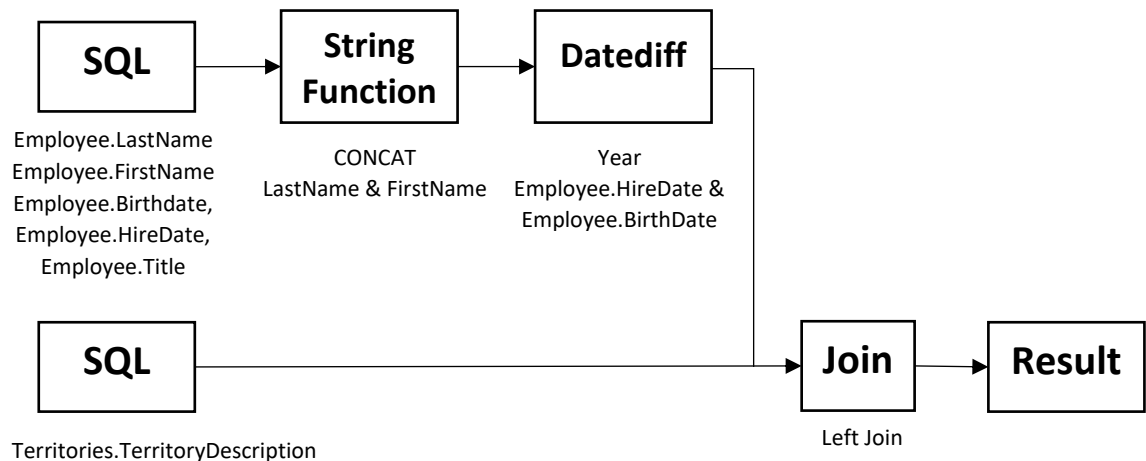 SQL
String
Function
Datediff
Employee.LastName
Employee.FirstName
Employee.Birthdate,
Employee.HireDate,
Employee.Title
CONCAT
LastName & FirstName
Year
Employee.HireDate &
Employee.BirthDate
SQL
Join
Result
Territories.TerritoryDescription
Left Join